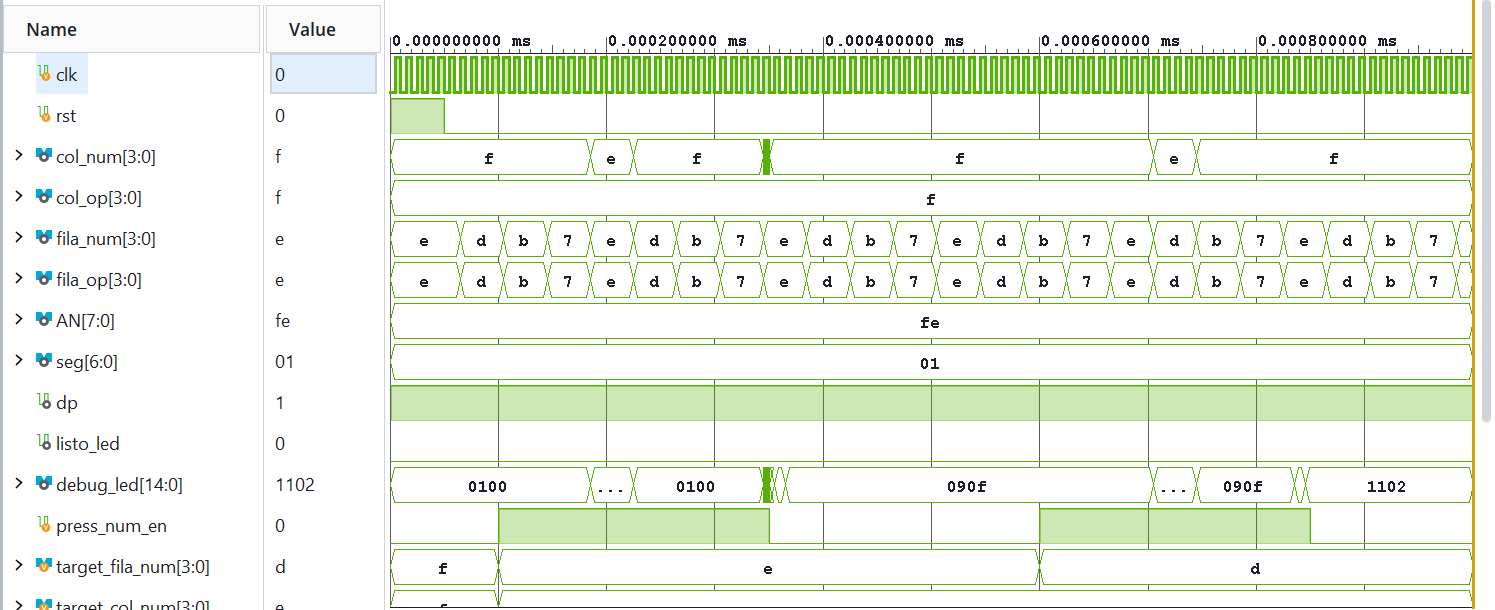 Name Value
0.000000000 ms 0.000200000 ms 0.000400000 ms 0.000600000 ms 0.000800000 ms
clk 0
rst 0
col_num[3:0] f f e f f e f
col_op[3:0] f f
fila_num[3:0] e e d b 7 e d b 7 e d b 7 e d b 7 e d b 7 e d b 7
fila_op[3:0] e e d b 7 e d b 7 e d b 7 e d b 7 e d b 7 e d b 7
AN[7:0] fe fe
seg[6:0] 01 01
dp 1
listo_led 0
debug_led[14:0] 1102 0100 ... 0100 090f ... 090f 1102
press_num_en 0
target_fila_num[3:0] d f e d
target_col_num[3:0] e f